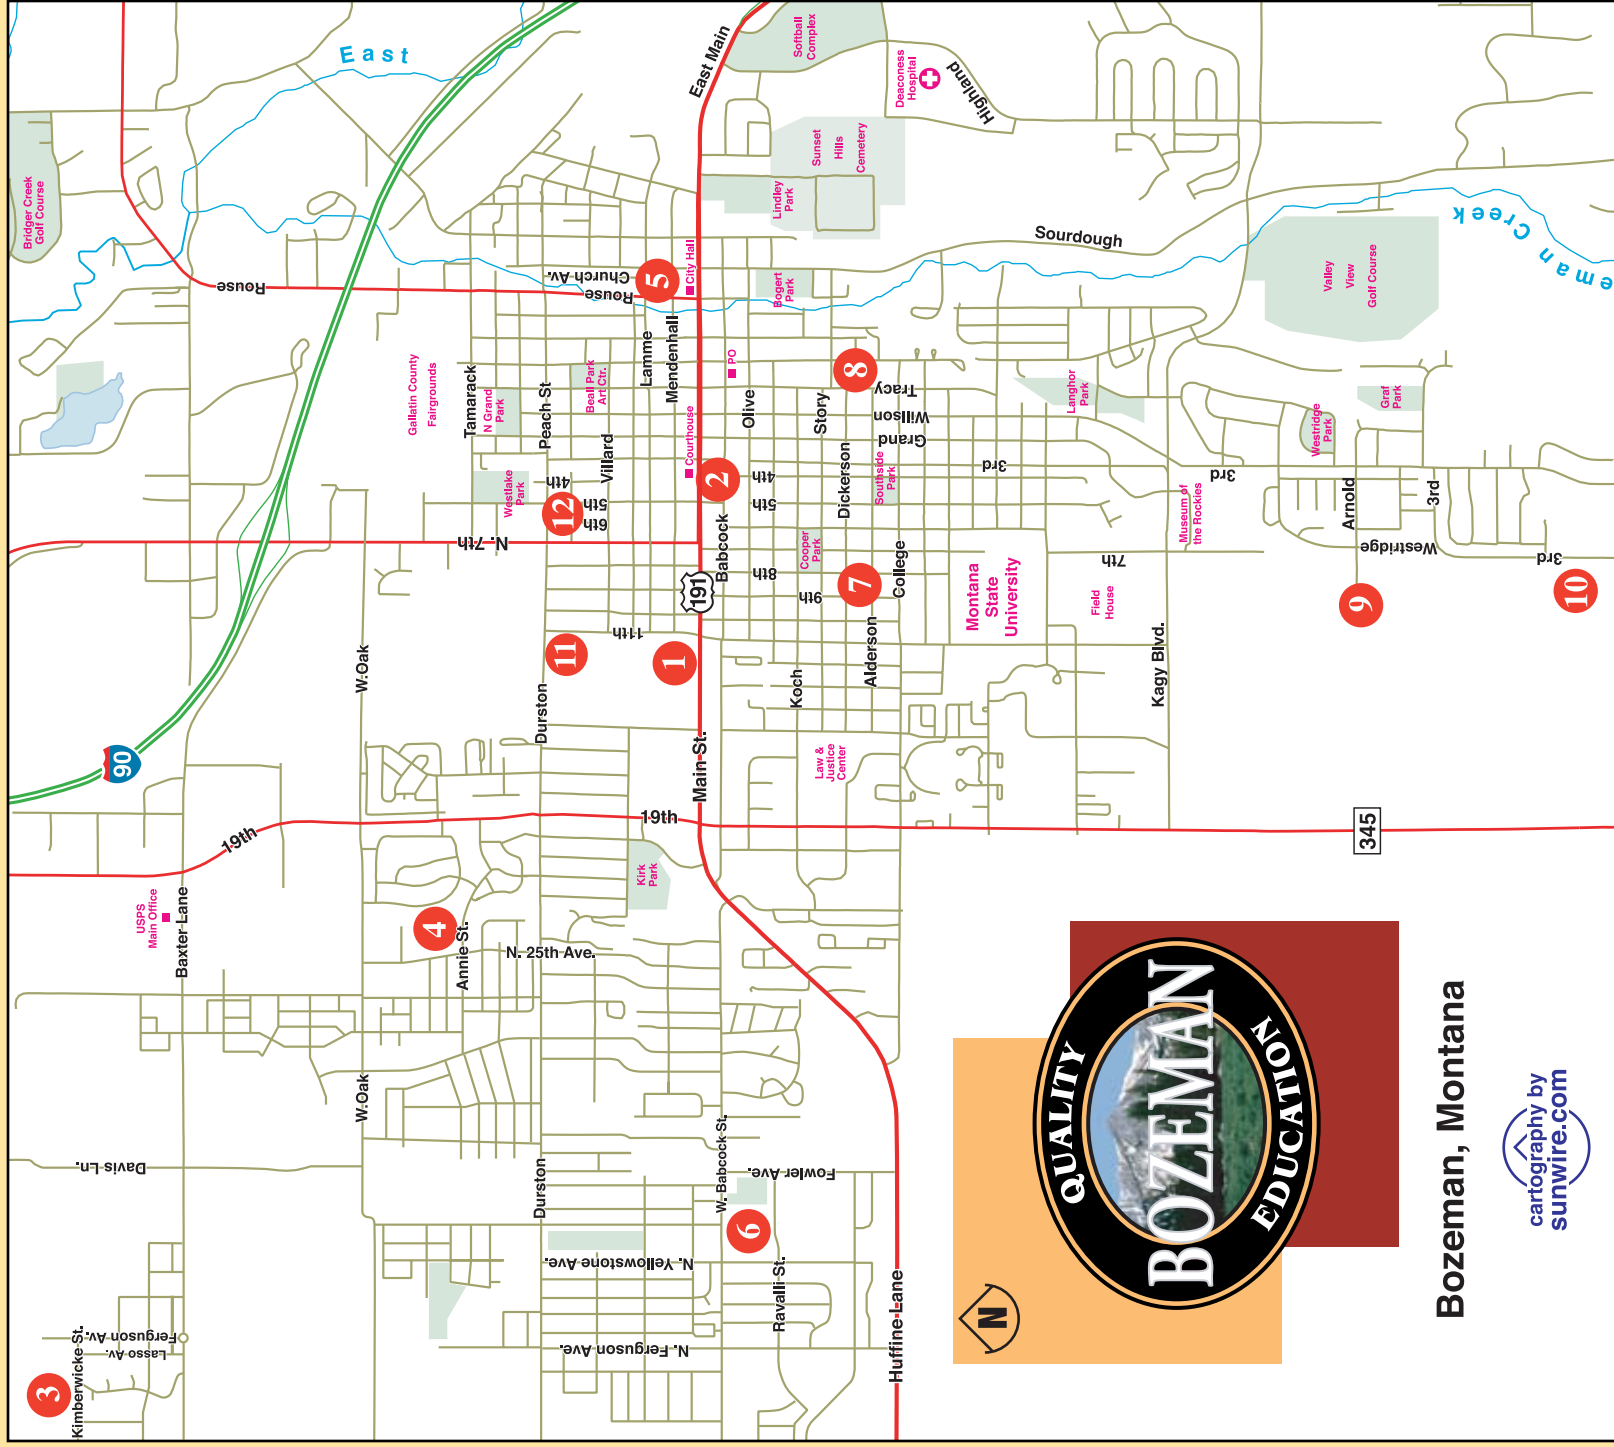 Bridger Creek
Golf Course
East
East Main
Softball
Complex
Deaconess
Hospital
Highland
Sunset
Hills
Cemetery
Lindley
Park
Sourdough
Creek
eman
Valley
View
Golf Course
Rouse
Church Av.
Rouse
5
City Hall
Bogert
Park
Gallatin County
Fairgrounds
Tamarack
N Grand
Park
Peach St
Beall Park
Art Ctr.
Lamme
Mendenhall
PO
Olive
Story
8
Tracy
Willson
Grand
3rd
Langhor
Park
Westridge
Park
Graf
Park
Villard
Courthouse
Westlake
Park
4th
5th
6th
12
2
4th
5th
Dickerson
Southside
Park
3rd
Museum of
the Rockies
Arnold
3rd
Westridge
3rd
N. 7th
Babcock
8th
Cooper
Park
9th
7
College
Montana
State
University
7th
Field
House
9
10
191
11th
11
1
W.Oak
Durston
Koch
Alderson
Kagy Blvd.
90
Main St.
Law &
Justice
Center
19th
19th
345
Kirk
Park
USPS
Main Office
Baxter Lane
4
Annie St.
N. 25th Ave.
W.Oak
Davis Ln.
Durston
W. Babcock St.
Fowler Ave.
6
N. Yellowstone Ave.
Ravalli St.
Huffine Lane
N. Ferguson Ave.
Ferguson Av.
Lasso Av.
Kimberwicke St.
3
N
QUALITY
BOZEMAN
EDUCATION
Bozeman, Montana
cartography by
sunwire.com